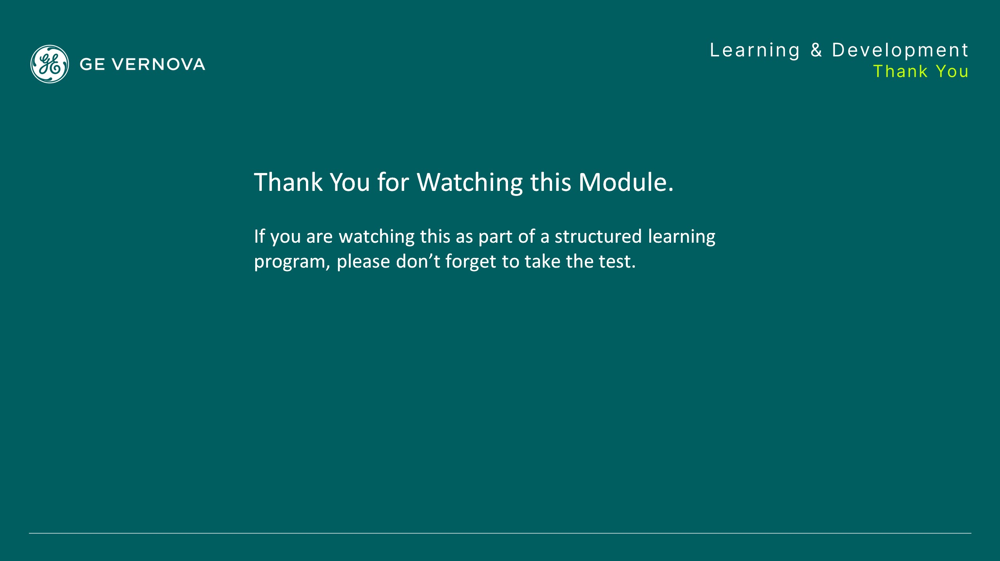 GE VERNOVA
Learning & Development
Thank You
Thank You for Watching this Module.
If you are watching this as part of a structured learning
program, please don’t forget to take the test.